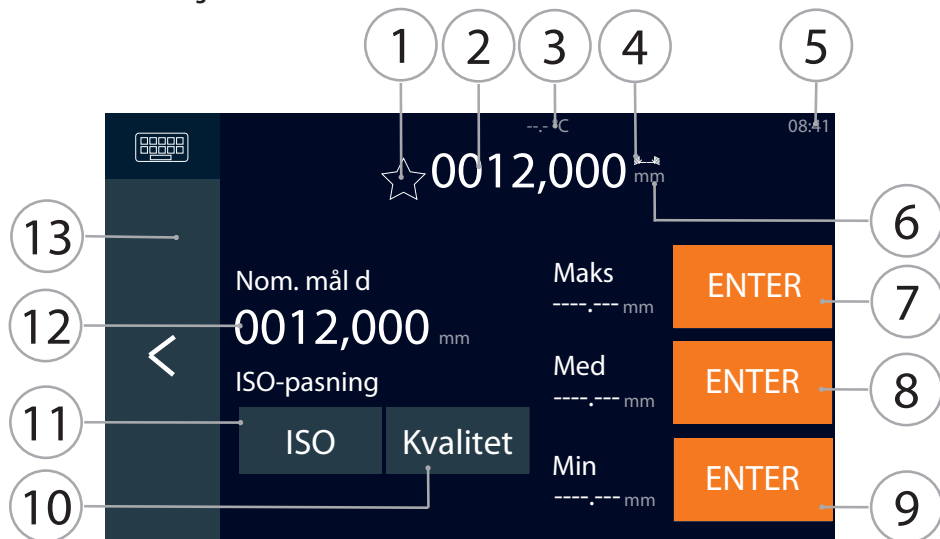 1 2 3 4 5
--.- °C 08:41
0012,000 mm
6
13
Nom. mål d
0012,000 mm
12
ISO-pasning
11
ISO Kvalitet
10
Maks
----,--- mm
ENTER
7
Med
----,--- mm
ENTER
8
Min
----,--- mm
ENTER
9